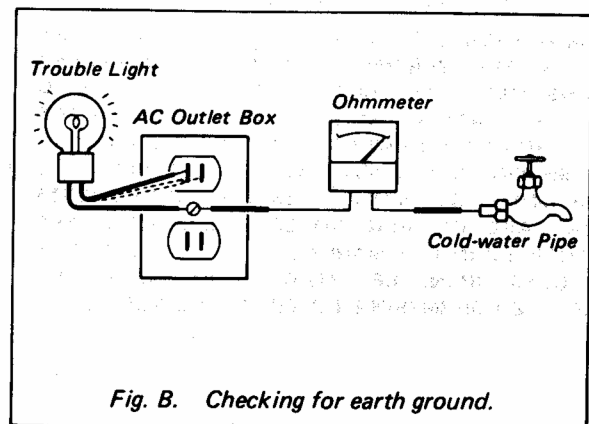 Trouble Light
AC Outlet Box
Ohmmeter
Cold-water Pipe
Fig. B. Checking for earth ground.